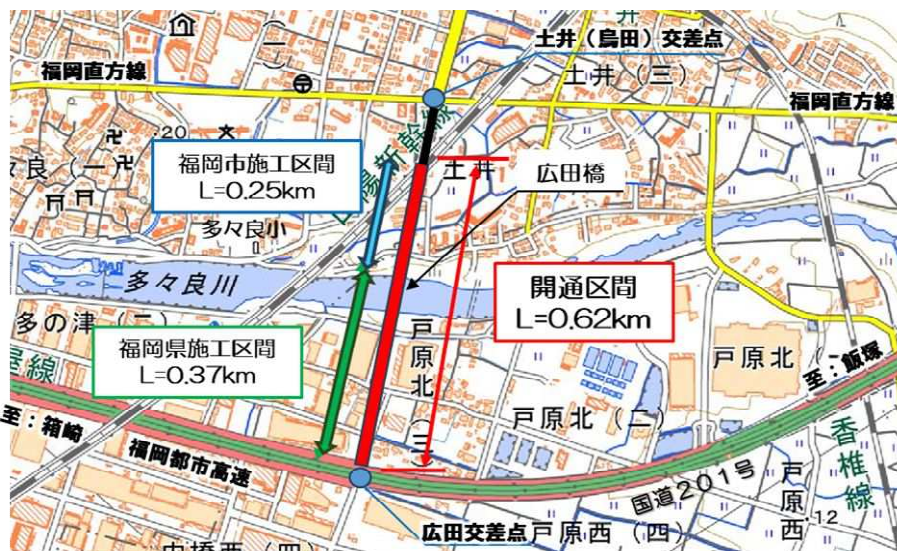 土井（鳥田）交差点
福岡直方線
土井（三）
福岡直方線
20
福岡市施工区間
L=0.25km
土井
広田橋
多々良小
多々良川
開通区間
L=0.62km
多の津（二）
福岡県施工区間
L=0.37km
戸原北（三）
戸原北
至：飯塚
至：箱崎
戸原北（二）
香椎線
福岡都市高速
国道201号
戸原西
12
広田交差点
戸原西（四）